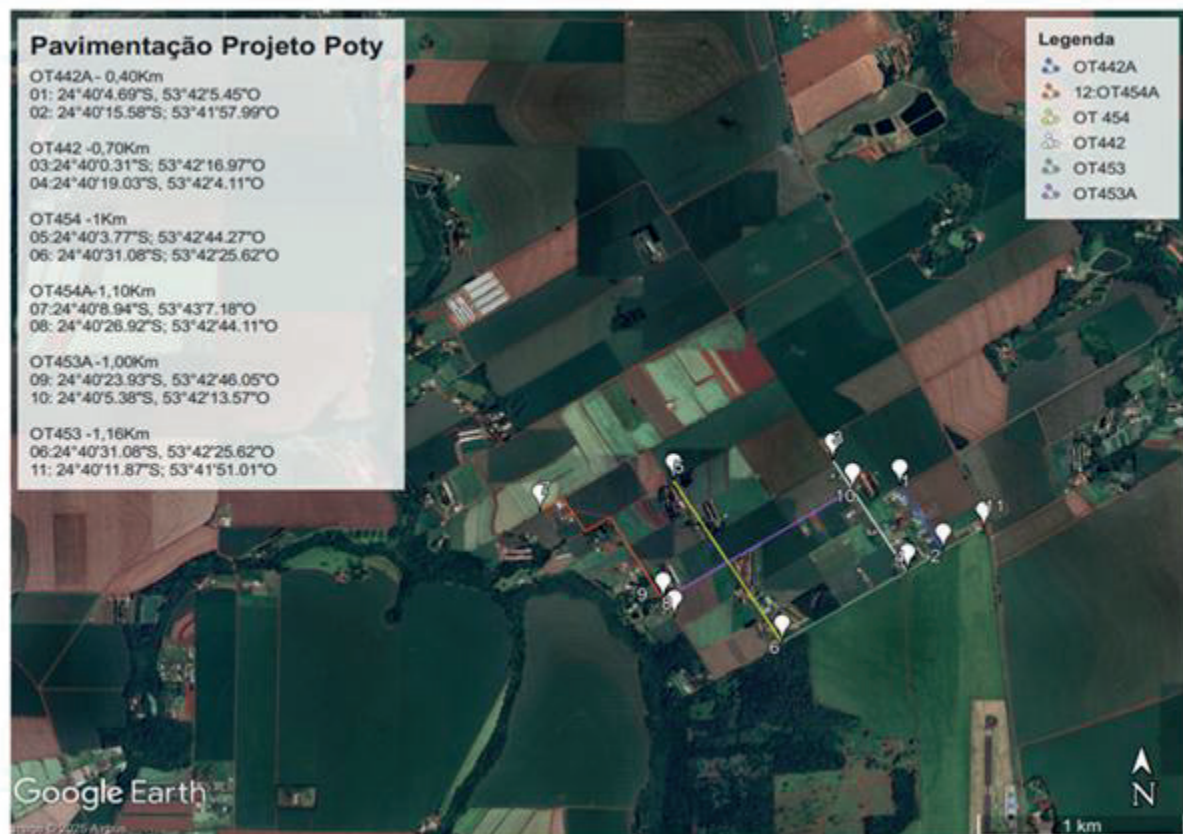 Pavimentação Projeto Poty
OT442A - 0,40Km
01: 24°40'4.69"S, 53°42'5.45"O
02: 24°40'15.58"S; 53°41'57.99"O
OT442 -0,70Km
03:24°40'0.31"S; 53°42'16.97"O
04:24°40'19.03"S, 53°42'4.11"O
OT454 -1Km
05:24°40'3.77"S; 53°42'44.27"O
06: 24°40'31.08"S; 53°42'25.62"O
OT454A-1,10Km
07:24°40'8.94"S, 53°43'7.18"O
08: 24°40'26.92"S; 53°42'44.11"O
OT453A -1,00Km
09: 24°40'23.93"S, 53°42'46.05"O
10: 24°40'5.38"S, 53°42'13.57"O
OT453 -1,16Km
06:24°40'31.08"S, 53°42'25.62"O
11: 24°40'11.87"S; 53°41'51.01"O
Legenda
OT442A
12:OT454A
OT 454
OT442
OT453
OT453A
5
10
1
11
2
9
8
6
Google Earth
N
1 km